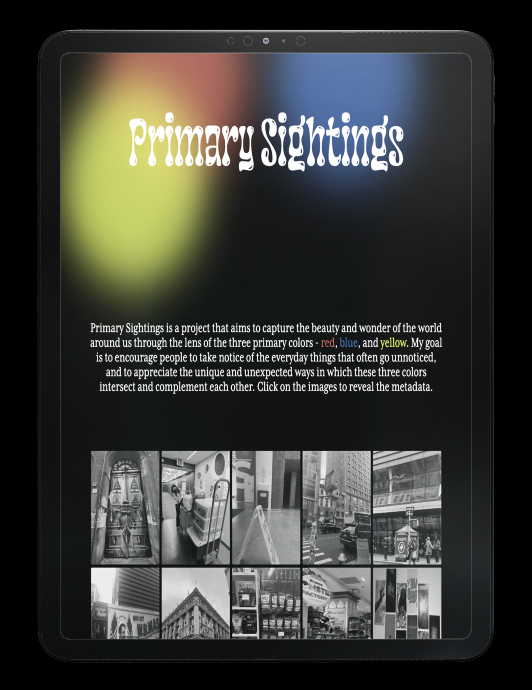 Primary Sightings
Primary Sightings is a project that aims to capture the beauty and wonder of the world
around us through the lens of the three primary colors - red, blue, and yellow. My goal
is to encourage people to take notice of the everyday things that often go unnoticed,
and to appreciate the unique and unexpected ways in which these three colors
intersect and complement each other. Click on the images to reveal the metadata.